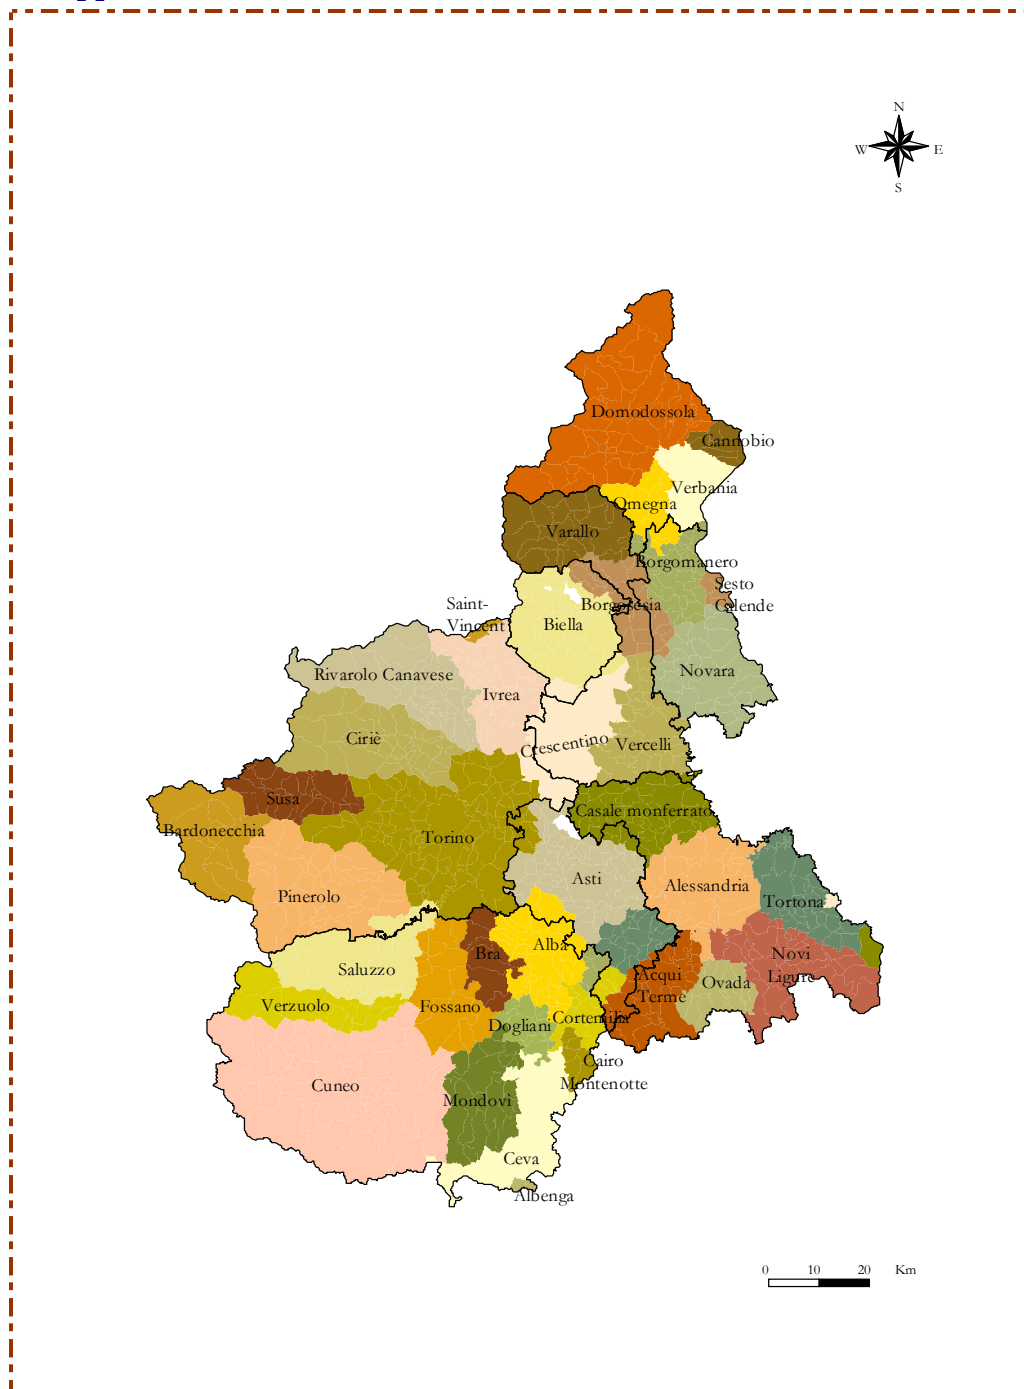 N
W E
S
Domodossola
Cannobio
Verbania
Omegna
Varallo
Borgomanero
Sesto
Calende
Borgosesia
Saint-
Vincent
Biella
Rivarolo Canavese
Novara
Ivrea
Ciriè
Crescentino
Vercelli
Susa
Casale monferrato
Bardonecchia
Torino
Asti
Alessandria
Pinerolo
Tortona
Bra
Alba
Novi
Ligure
Saluzzo
Acqui
Terme
Ovada
Verzuolo
Fossano
Cortemilia
Dogliani
Cairo
Montenotte
Cuneo
Mondovì
Ceva
Albenga
0 10 20 Km